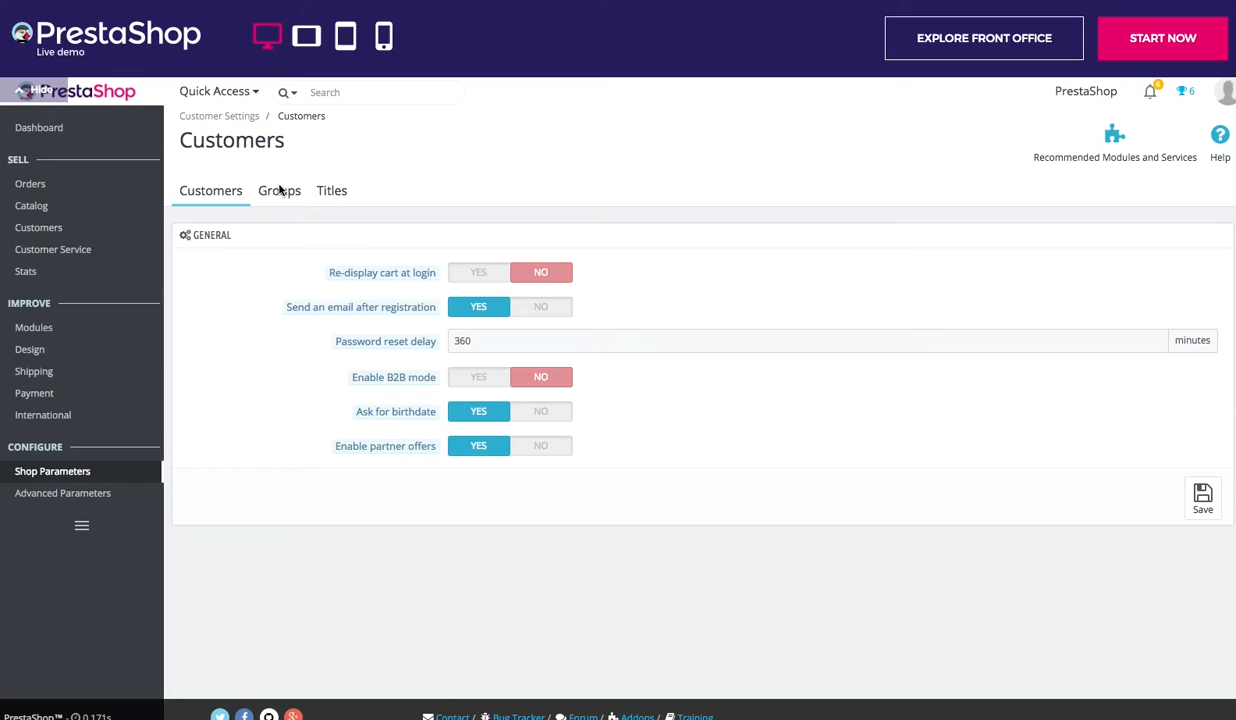 PrestaShop
Live demo
EXPLORE FRONT OFFICE
START NOW
Hide
PrestaShop
Quick Access
Search
PrestaShop
6
Customer Settings / Customers
Customers
Recommended Modules and Services
Help
Customers
Groups
Titles
Dashboard
SELL
Orders
Catalog
Customers
Customer Service
Stats
IMPROVE
Modules
Design
Shipping
Payment
International
CONFIGURE
Shop Parameters
Advanced Parameters
GENERAL
Re-display cart at login YES NO
Send an email after registration YES NO
Password reset delay 360 minutes
Enable B2B mode YES NO
Ask for birthdate YES NO
Enable partner offers YES NO
Save
PrestaShop™ - 0.171s
Contact / Bug Tracker / Forum / Addons / Training